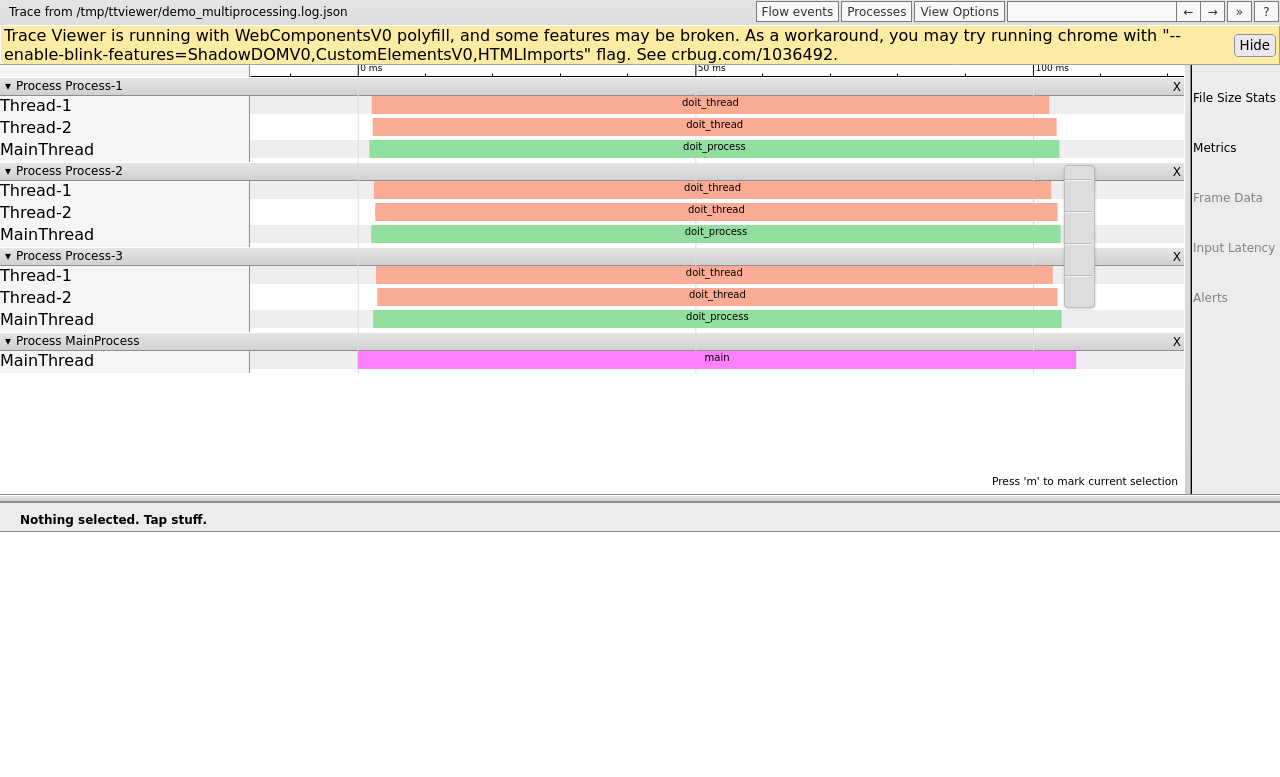 Trace from /tmp/ttviewer/demo_multiprocessing.log.json
Flow events Processes View Options ← → » ?
Trace Viewer is running with WebComponentsV0 polyfill, and some features may be broken. As a workaround, you may try running chrome with "--
enable-blink-features=ShadowDOMV0,CustomElementsV0,HTMLImports" flag. See crbug.com/1036492.
Hide
0 ms 50 ms 100 ms
▾ Process Process-1 X
Thread-1 doit_thread
Thread-2 doit_thread
MainThread doit_process
▾ Process Process-2 X
Thread-1 doit_thread
Thread-2 doit_thread
MainThread doit_process
▾ Process Process-3 X
Thread-1 doit_thread
Thread-2 doit_thread
MainThread doit_process
▾ Process MainProcess X
MainThread main
File Size Stats
Metrics
Frame Data
Input Latency
Alerts
Press 'm' to mark current selection
Nothing selected. Tap stuff.